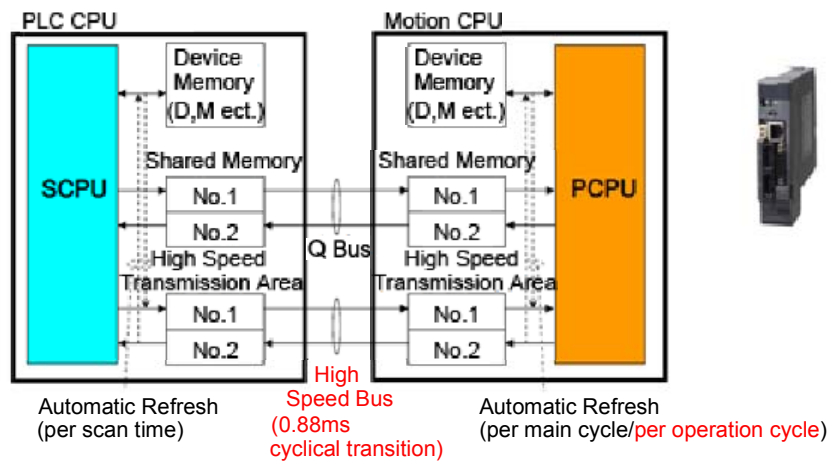 PLC CPU
Motion CPU
Device
Memory
(D,M ect.)
Device
Memory
(D,M ect.)
Shared Memory
Shared Memory
SCPU
No.1
No.1
PCPU
No.2
No.2
Q Bus
High Speed
Transmission Area
High Speed
Transmission Area
No.1
No.1
No.2
No.2
High
Speed Bus
(0.88ms
cyclical transition)
Automatic Refresh
(per scan time)
Automatic Refresh
(per main cycle/per operation cycle)